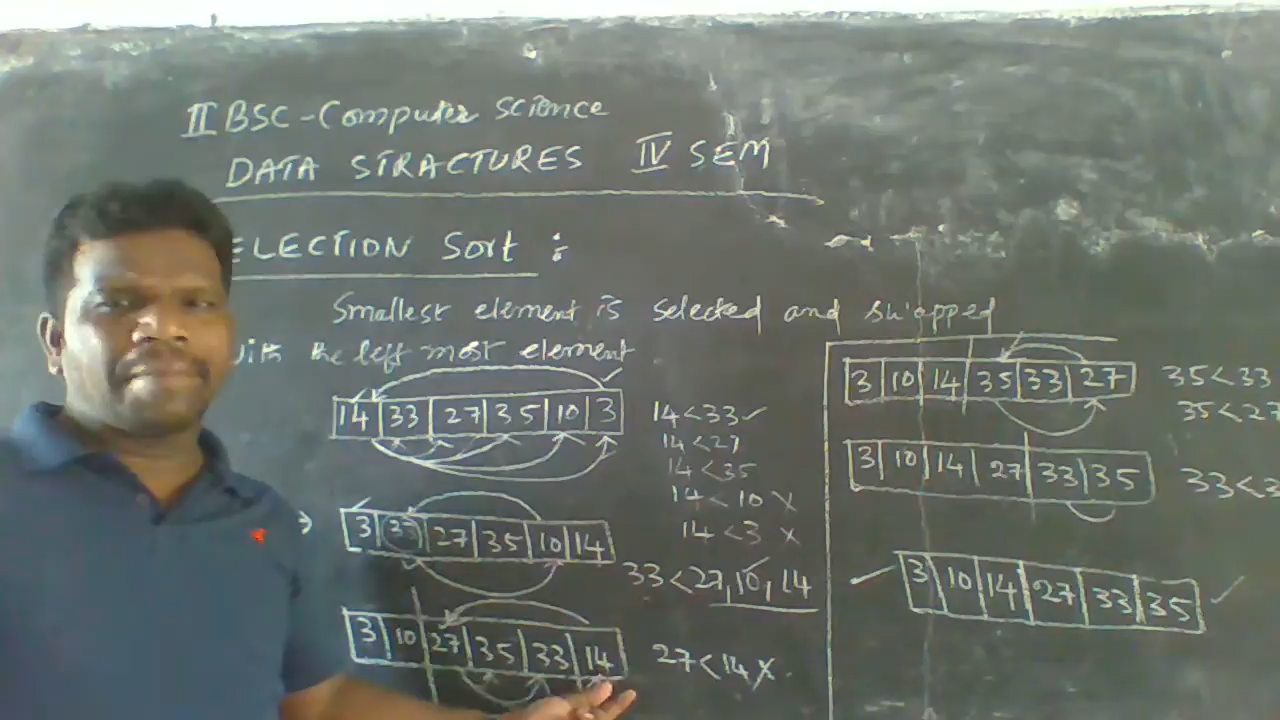 II BSC-Computer Science
DATA STRACTURES IV SEM
ELECTION Sort :
Smallest element is selected and shapped
with the left most element.
14 33 27 35 10 3
14<33 ✓
14<27
14<35
14<10 X
14<3 X
3 33 27 35 10 14
33<27,10,14
3 10 27 35 33 14
27<14 X.
3 10 14 35 33 27
35<33
35<27
3 10 14 27 33 35
33<3
3 10 14 27 33 35